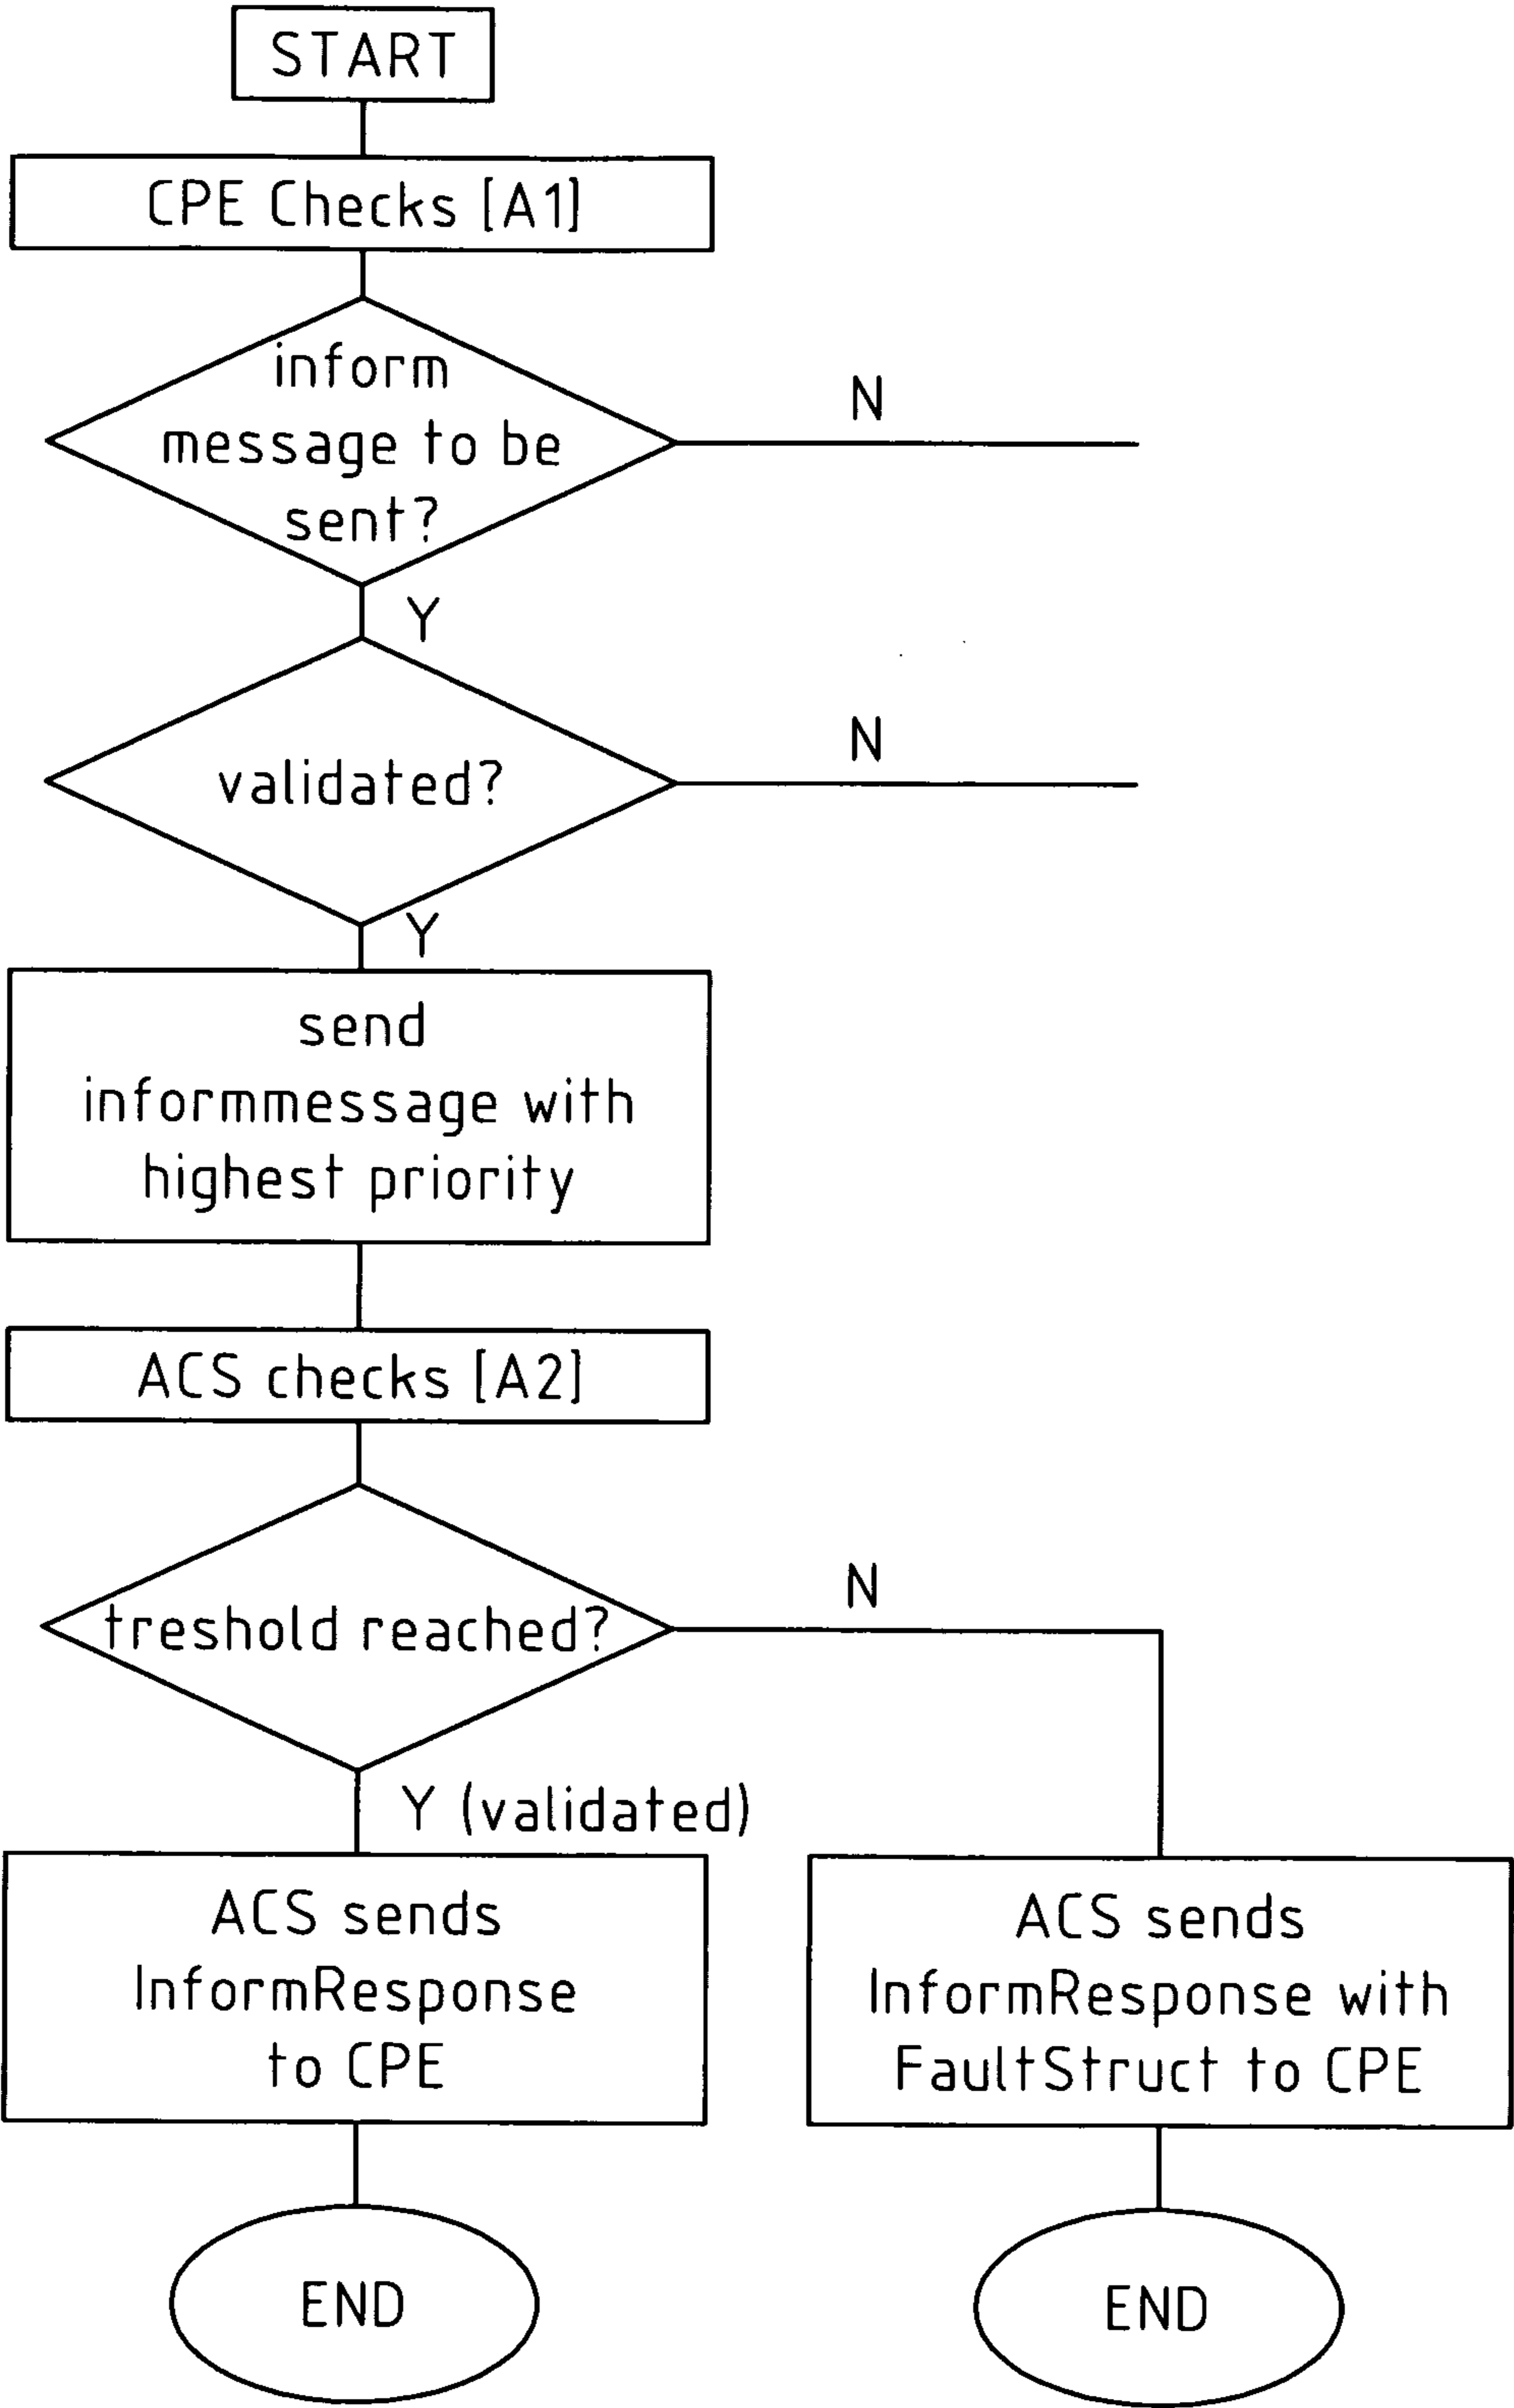 START
CPE Checks [A1]
inform
message to be
sent?
N
Y
validated?
N
Y
send
informmessage with
highest priority
ACS checks [A2]
treshold reached?
N
Y (validated)
ACS sends
InformResponse
to CPE
ACS sends
InformResponse with
FaultStruct to CPE
END
END